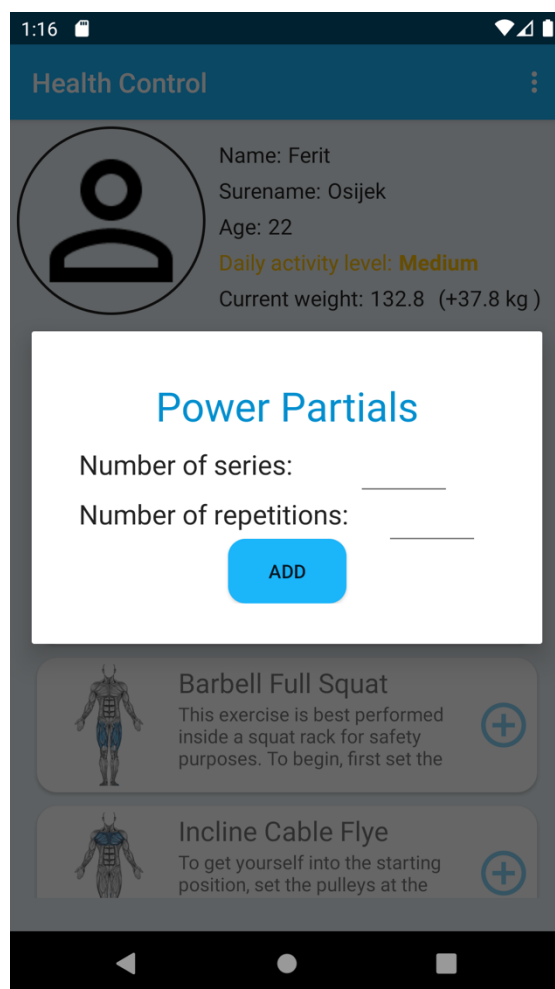 1:16
Health Control
Name: Ferit
Surename: Osijek
Age: 22
Daily activity level: Medium
Current weight: 132.8 (+37.8 kg )
Power Partials
Number of series:
Number of repetitions:
ADD
Barbell Full Squat
This exercise is best performed
inside a squat rack for safety
purposes. To begin, first set the
Incline Cable Flye
To get yourself into the starting
position, set the pulleys at the